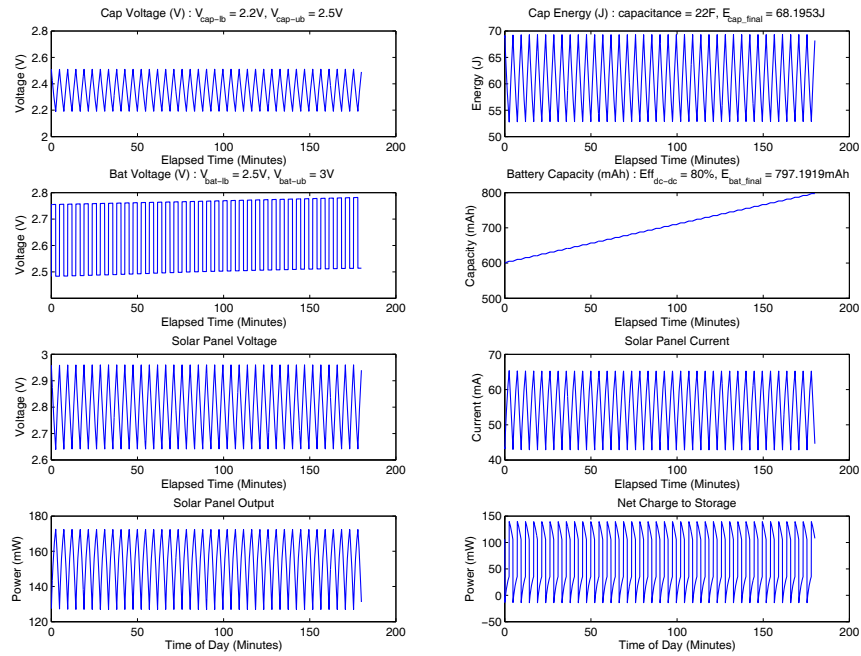 Cap Voltage (V) : V_cap-lb = 2.2V, V_cap-ub = 2.5V
2.8
2.6
2.4
2.2
2
Voltage (V)
0 50 100 150 200
Elapsed Time (Minutes)
Cap Energy (J) : capacitance = 22F, E_cap_final = 68.1953J
70
65
60
55
50
Energy (J)
0 50 100 150 200
Elapsed Time (Minutes)
Bat Voltage (V) : V_bat-lb = 2.5V, V_bat-ub = 3V
2.8
2.7
2.6
2.5
Voltage (V)
0 50 100 150 200
Elapsed Time (Minutes)
Battery Capacity (mAh) : Eff_dc-dc = 80%, E_bat_final = 797.1919mAh
800
700
600
500
Capacity (mAh)
0 50 100 150 200
Elapsed Time (Minutes)
Solar Panel Voltage
3
2.9
2.8
2.7
2.6
Voltage (V)
0 50 100 150 200
Elapsed Time (Minutes)
Solar Panel Current
70
60
50
40
Current (mA)
0 50 100 150 200
Elapsed Time (Minutes)
Solar Panel Output
180
160
140
120
Power (mW)
0 50 100 150 200
Time of Day (Minutes)
Net Charge to Storage
150
100
50
0
−50
Power (mW)
0 50 100 150 200
Time of Day (Minutes)